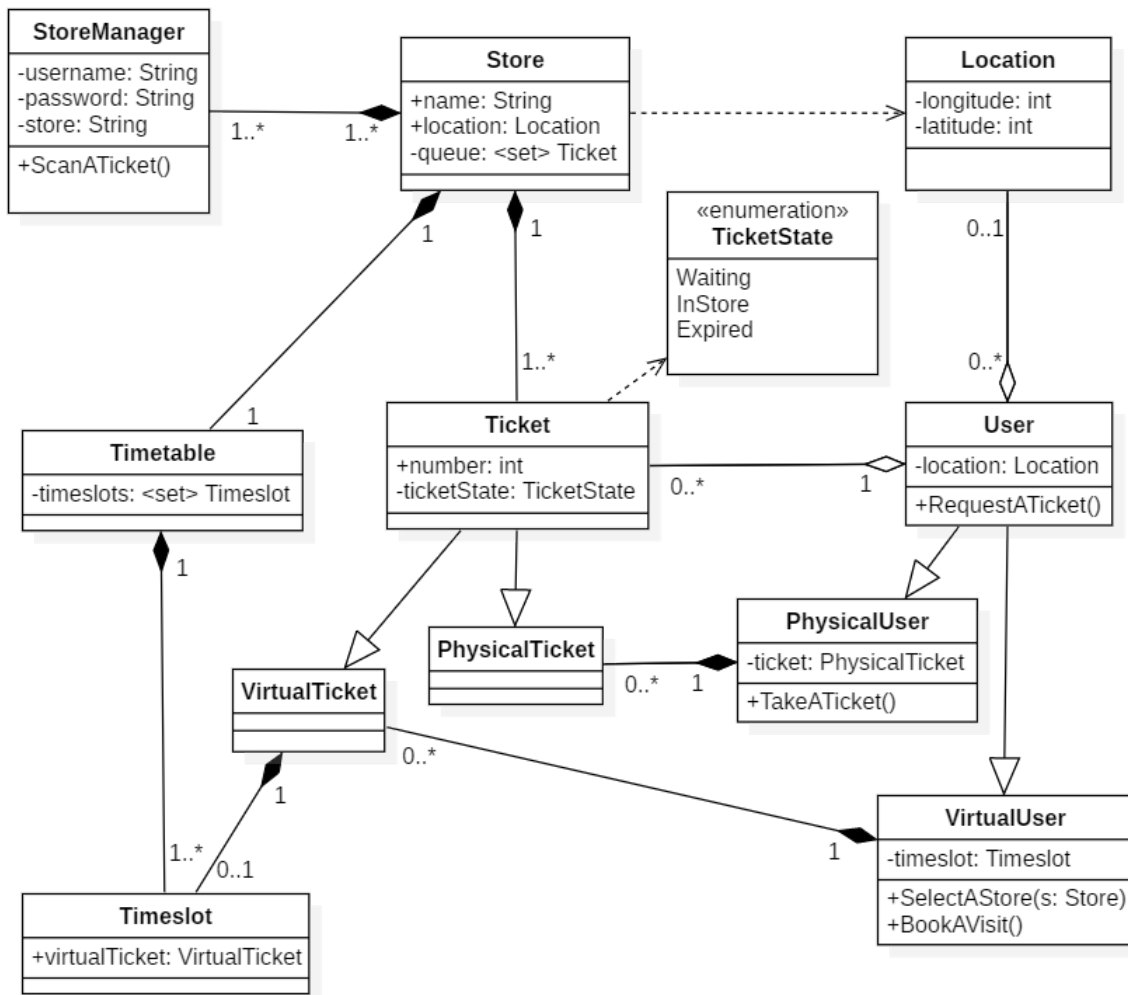 StoreManager
-username: String
-password: String
-store: String
+ScanATicket()
1..*
1..*
Store
+name: String
+location: Location
-queue: <set> Ticket
Location
-longitude: int
-latitude: int
1
1
«enumeration»
TicketState
Waiting
InStore
Expired
0..1
1..*
0..*
1
Timetable
-timeslots: <set> Timeslot
Ticket
+number: int
-ticketState: TicketState
0..*
1
User
-location: Location
+RequestATicket()
1
PhysicalTicket
0..*
1
PhysicalUser
-ticket: PhysicalTicket
+TakeATicket()
VirtualTicket
0..*
1
1
VirtualUser
-timeslot: Timeslot
+SelectAStore(s: Store)
+BookAVisit()
1..*
0..1
Timeslot
+virtualTicket: VirtualTicket